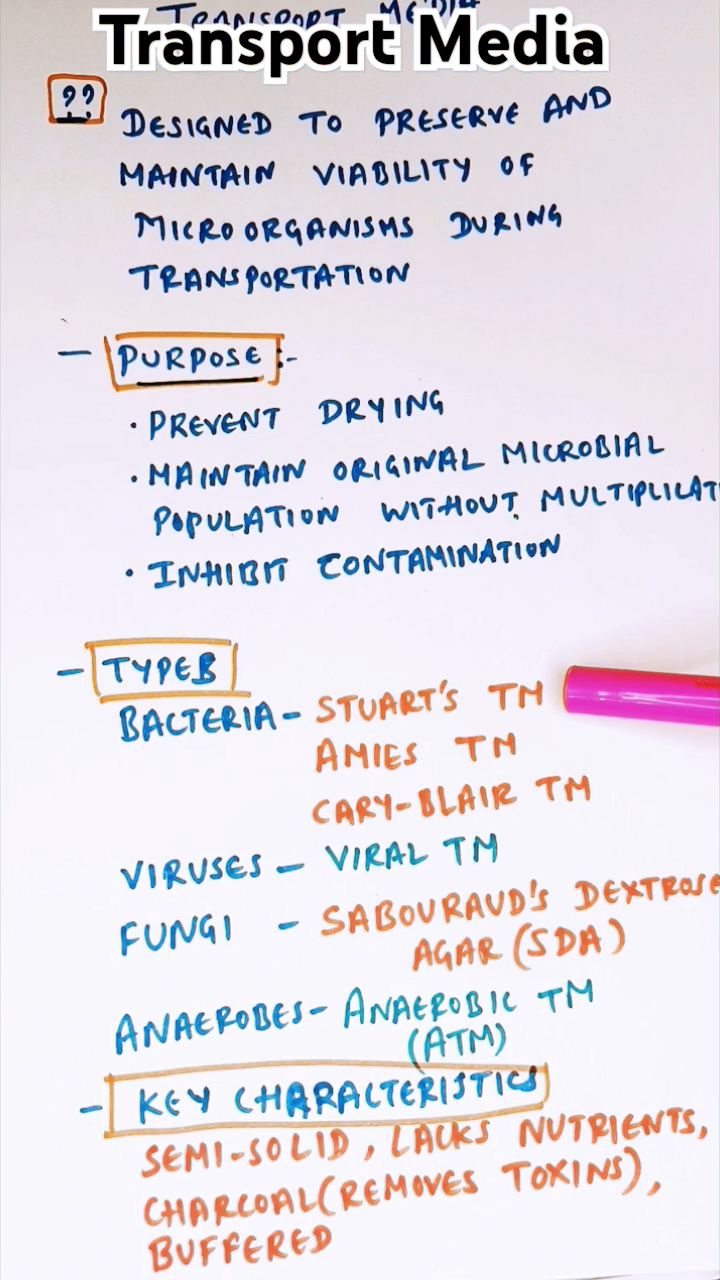 TRANSPORT MEDIA
Transport Media
??
DESIGNED TO PRESERVE AND
MAINTAIN VIABILITY OF
MICROORGANISMS DURING
TRANSPORTATION
– PURPOSE :-
• PREVENT DRYING
• MAINTAIN ORIGINAL MICROBIAL
POPULATION WITHOUT MULTIPLICAT
• INHIBIT CONTAMINATION
– TYPES
BACTERIA – STUART'S TM
AMIES TM
CARY-BLAIR TM
VIRUSES – VIRAL TM
FUNGI – SABOURAUD'S DEXTROSE
AGAR (SDA)
ANAEROBES – ANAEROBIC TM
(ATM)
– KEY CHARACTERISTICS
SEMI-SOLID, LACKS NUTRIENTS,
CHARCOAL (REMOVES TOXINS),
BUFFERED